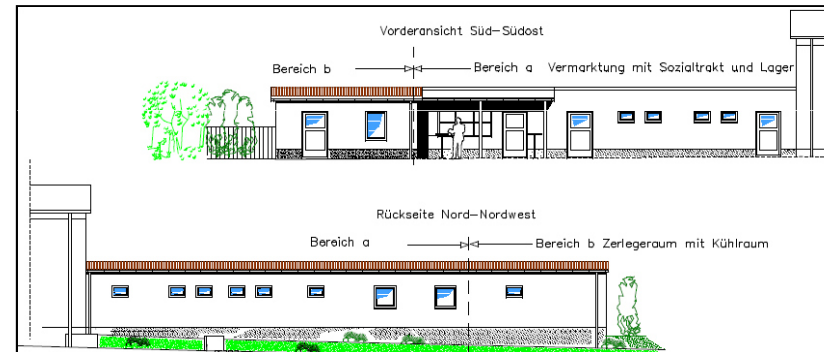 Vorderansicht Süd-Südost
Bereich b Bereich a Vermarktung mit Sozialtrakt und Lager
Rückseite Nord-Nordwest
Bereich a Bereich b Zerlegeraum mit Kühlraum